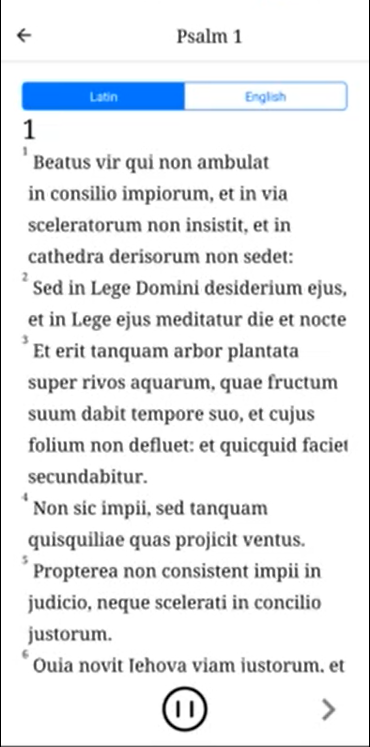 Psalm 1
Latin
English
1
1 Beatus vir qui non ambulat
in consilio impiorum, et in via
sceleratorum non insistit, et in
cathedra derisorum non sedet:
2 Sed in Lege Domini desiderium ejus,
et in Lege ejus meditatur die et nocte
3 Et erit tanquam arbor plantata
super rivos aquarum, quae fructum
suum dabit tempore suo, et cujus
folium non defluet: et quicquid faciet
secundabitur.
4 Non sic impii, sed tanquam
quisquiliae quas projicit ventus.
5 Propterea non consistent impii in
judicio, neque scelerati in concilio
justorum.
6 Quia novit Iehova viam iustorum, et